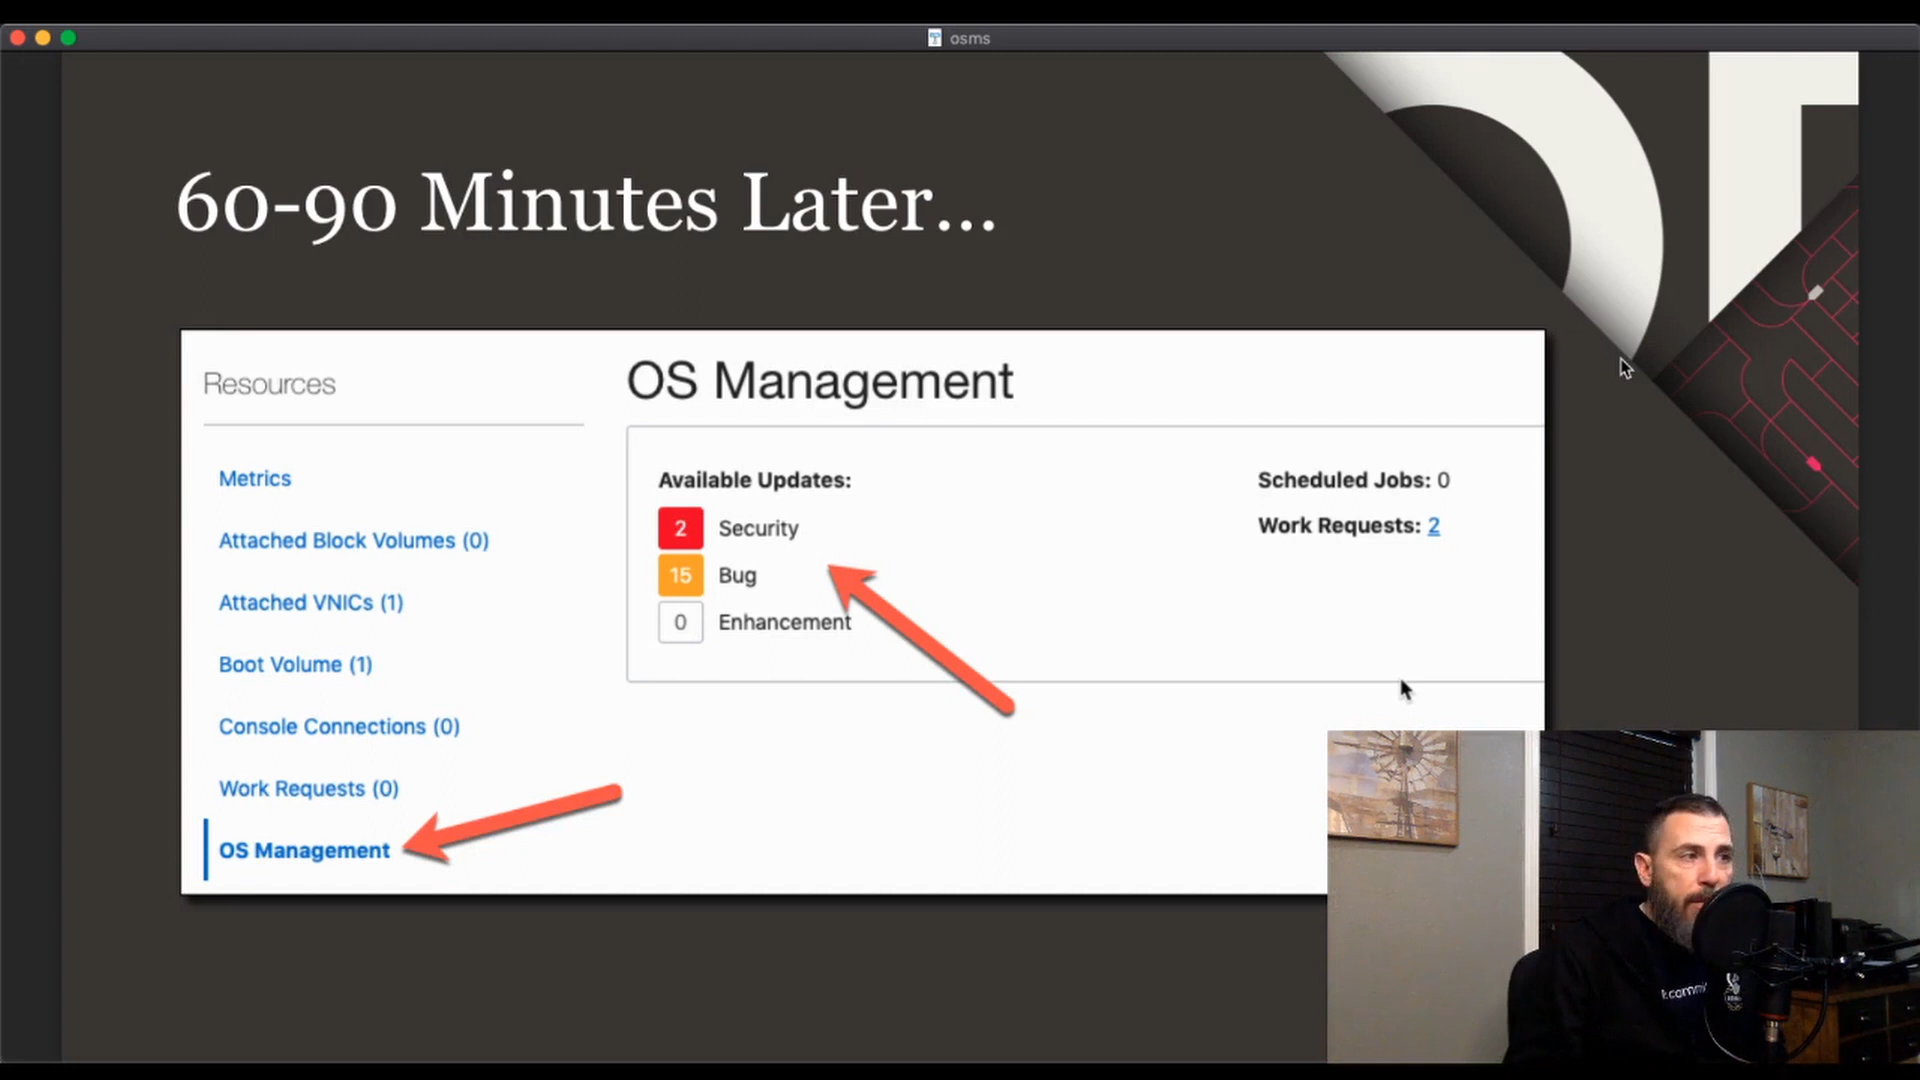 osms
60-90 Minutes Later...
Resources
Metrics
Attached Block Volumes (0)
Attached VNICs (1)
Boot Volume (1)
Console Connections (0)
Work Requests (0)
OS Management
OS Management
Available Updates:
2 Security
15 Bug
0 Enhancement
Scheduled Jobs: 0
Work Requests: 2